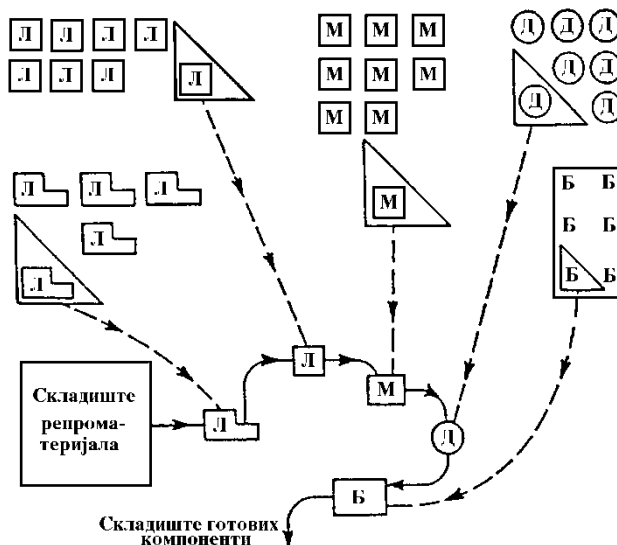 Л Л Л Л
Л Л Л Л
М М М
М М М
М М
М
Д Д Д
Д Д
Д Д
Б Б
Б Б
Б Б
Л Л Л
Л
Л
Л
М
Складиште
репрома-
теријала
Л
Д
Б
Складиште готових
компоненти